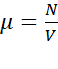 μ = N/V